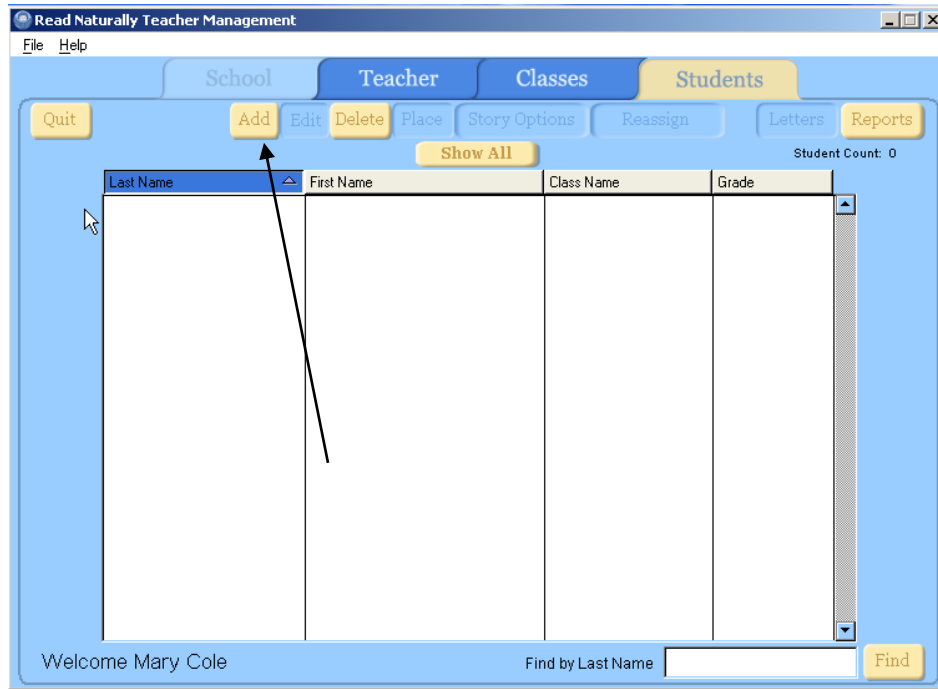 Read Naturally Teacher Management
File Help
School Teacher Classes Students
Quit Add Edit Delete Place Story Options Reassign Letters Reports
Show All Student Count: 0
Last Name First Name Class Name Grade
Welcome Mary Cole Find by Last Name Find